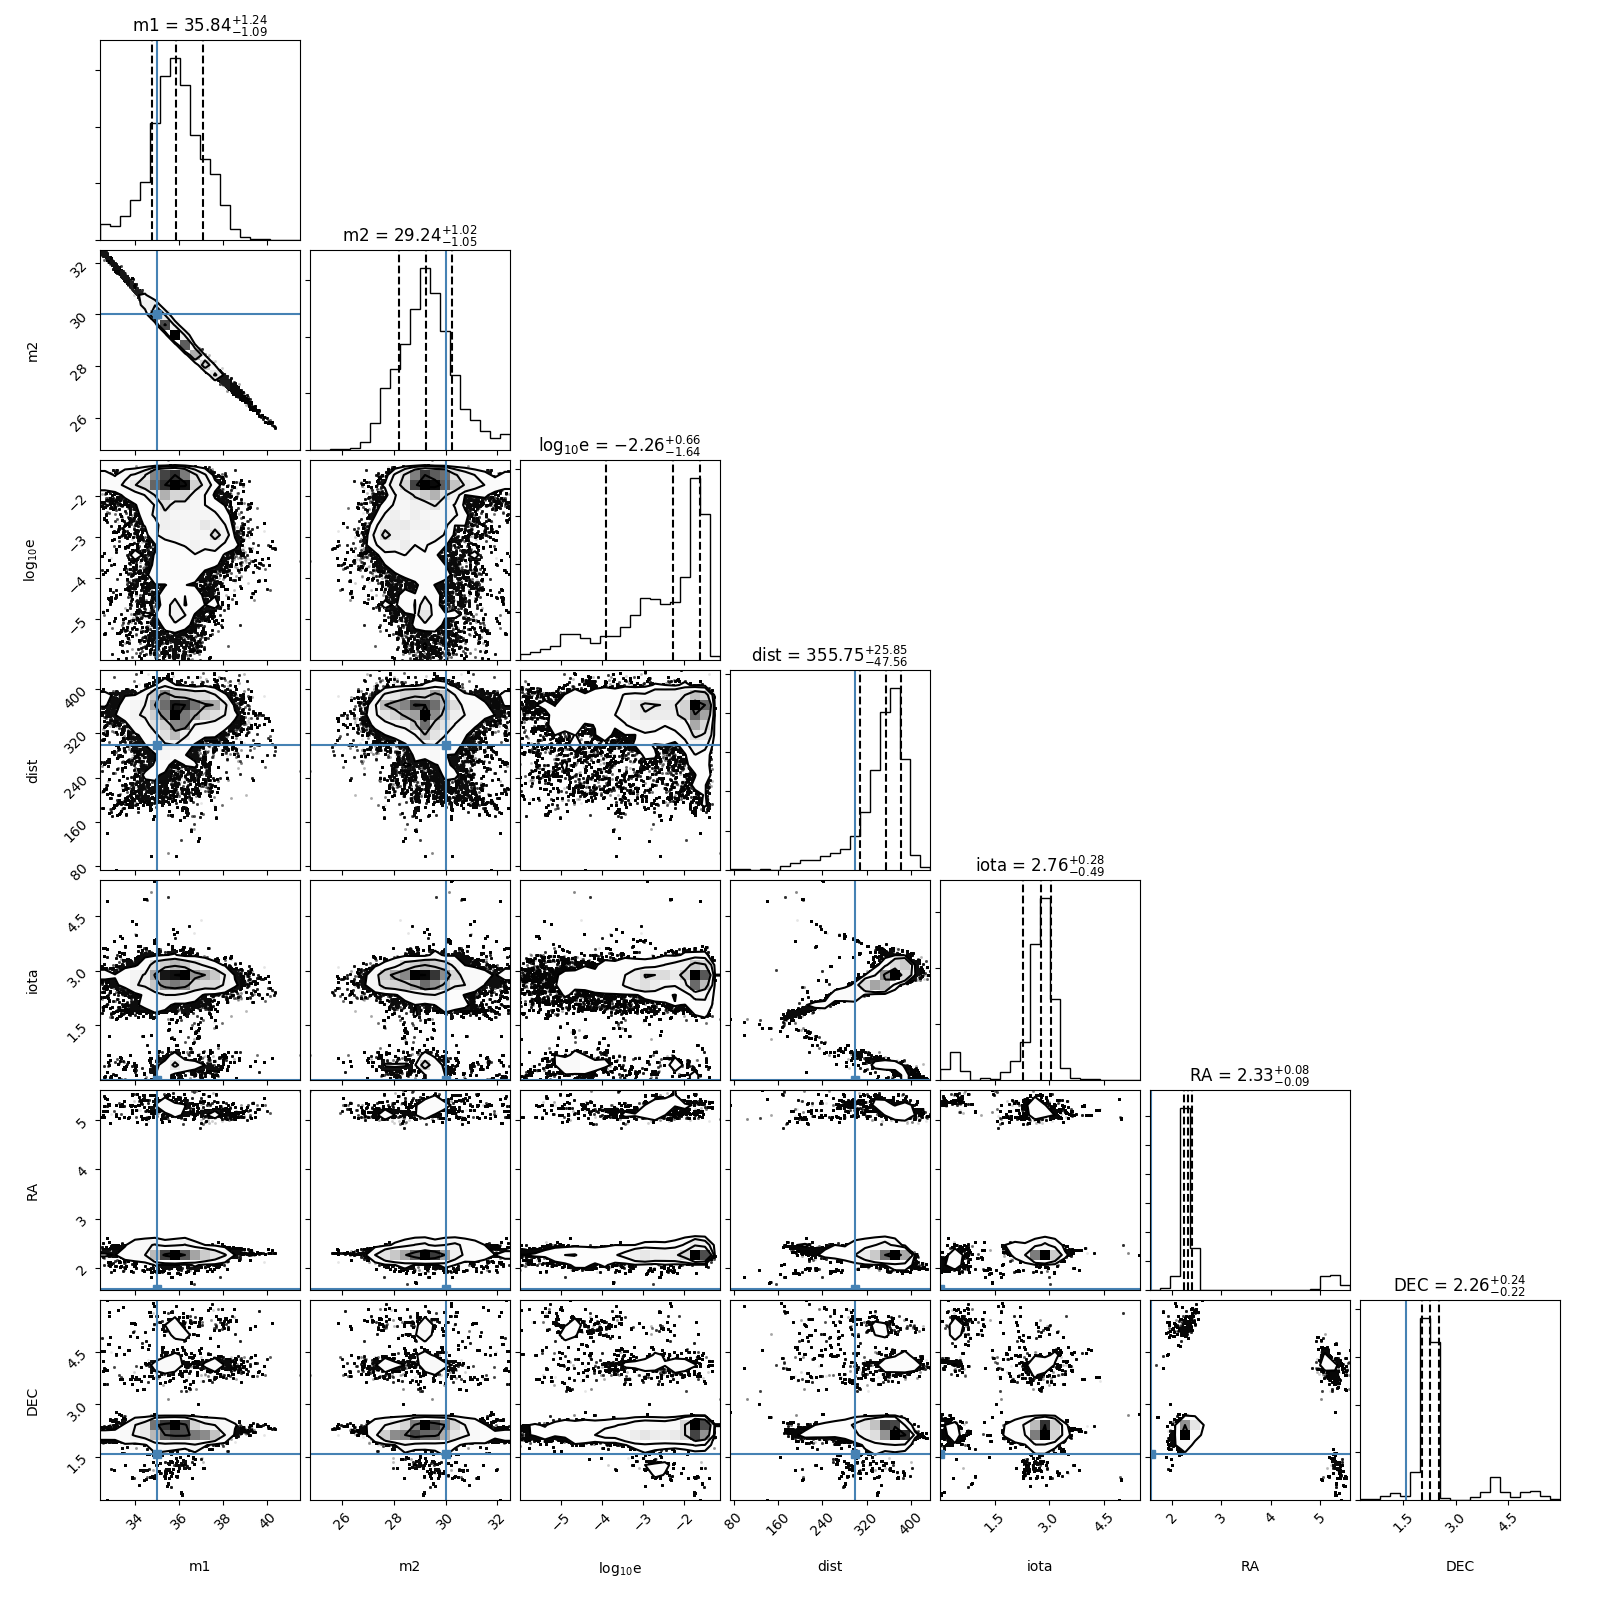 m1 = 35.84+1.24−1.09
m2 = 29.24+1.02−1.05
log10e = −2.26+0.66−1.64
dist = 355.75+25.85−47.56
iota = 2.76+0.28−0.49
RA = 2.33+0.08−0.09
DEC = 2.26+0.24−0.22
m2
32
30
28
26
log10e
−2
−3
−4
−5
dist
400
320
240
160
80
iota
4.5
3.0
1.5
RA
5
4
3
2
DEC
4.5
3.0
1.5
34 36 38 40
26 28 30 32
−5 −4 −3 −2
80 160 240 320 400
1.5 3.0 4.5
2 3 4 5
1.5 3.0 4.5
m1 m2 log10e dist iota RA DEC